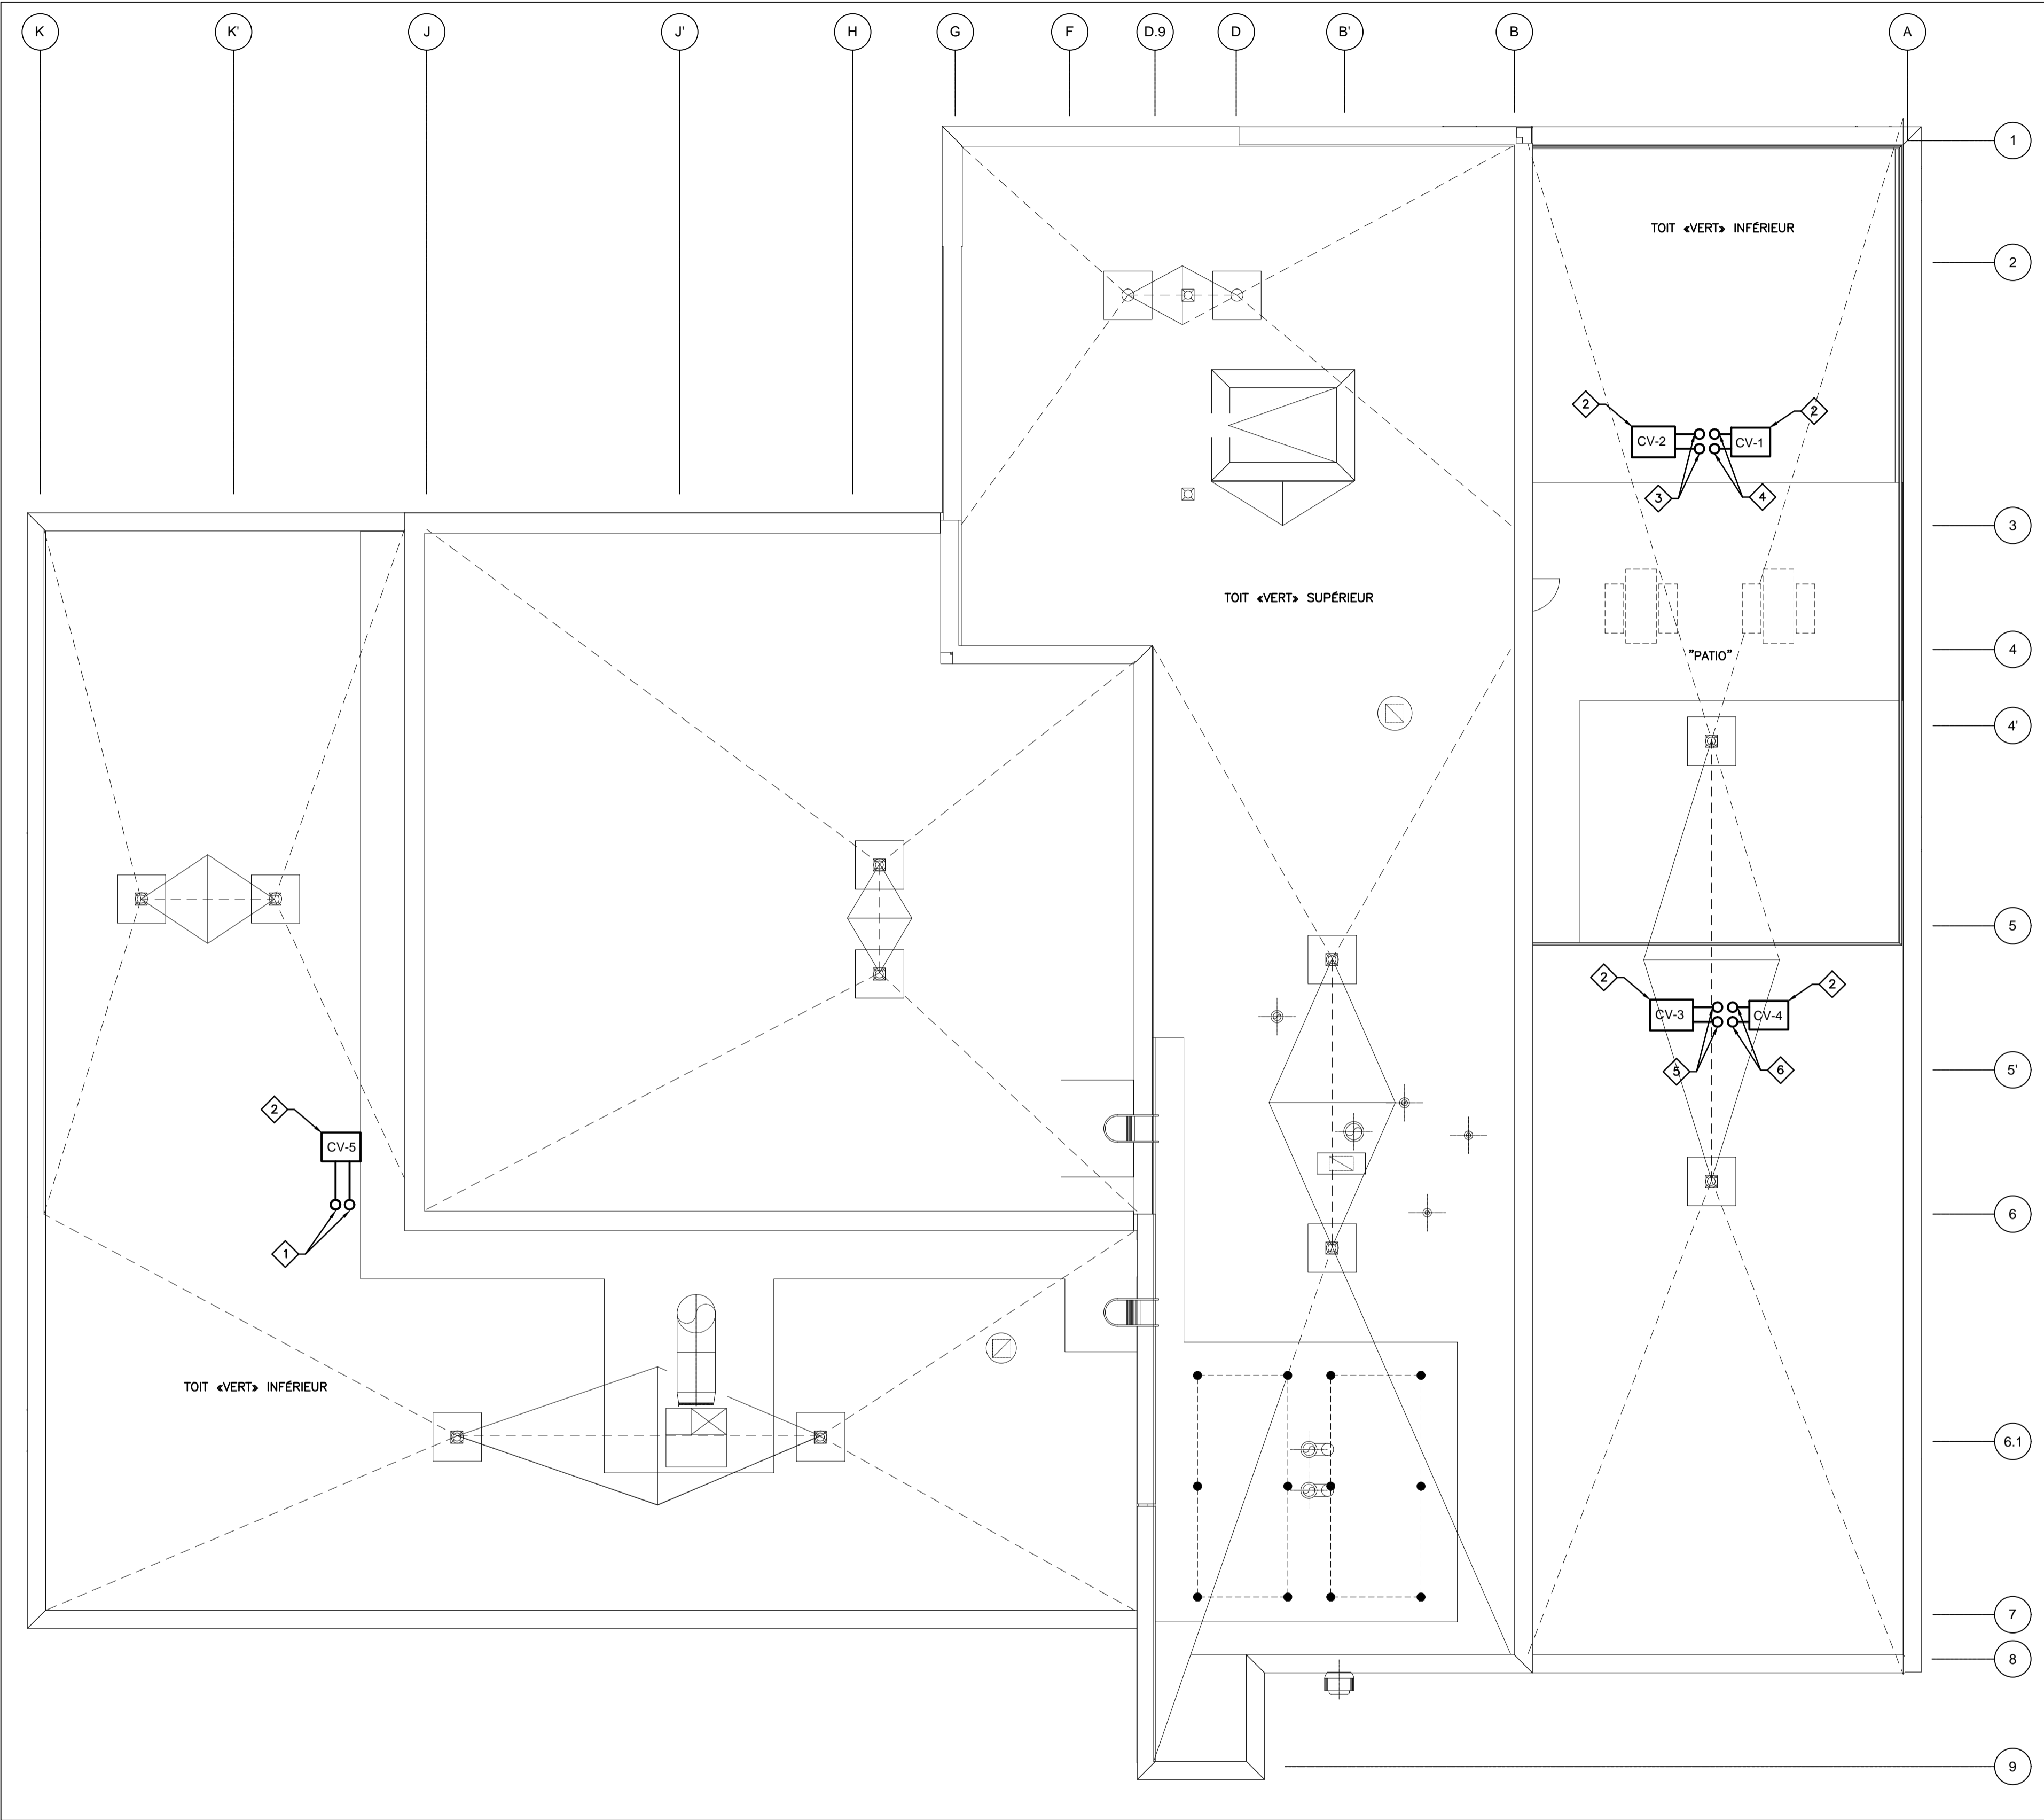 K
K'
J
J'
H
G
F
D.9
D
B'
B
A
1
TOIT «VERT» INFÉRIEUR
2
2
2
CV-2
CV-1
3
4
3
TOIT «VERT» SUPÉRIEUR
4
"PATIO"
4'
5
2
2
CV-3
CV-4
5
6
5'
2
CV-5
6
1
TOIT «VERT» INFÉRIEUR
6.1
7
8
9